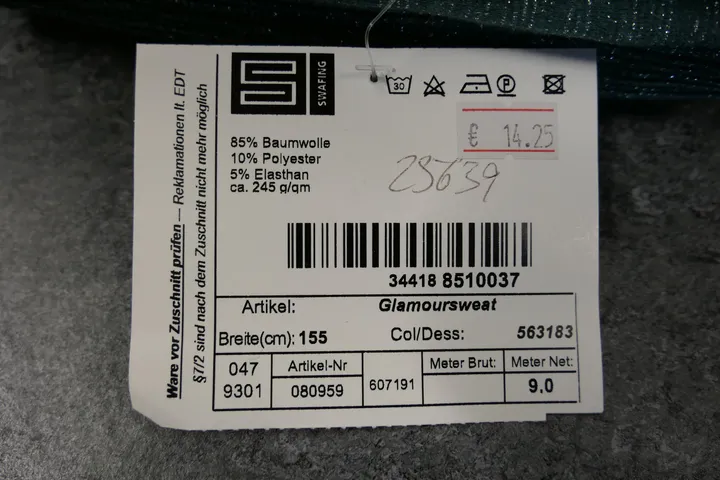 Ware vor Zuschnitt prüfen — Reklamationen lt. EDT
§7/2 sind nach dem Zuschnitt nicht mehr möglich
SWAFING
30
P
€ 14.25
85% Baumwolle
10% Polyester
5% Elasthan
ca. 245 g/qm
25639
34418 8510037
Artikel: Glamoursweat
Breite(cm): 155 Col/Dess: 563183
047 Artikel-Nr 607191 Meter Brut: Meter Net:
9301 080959 9,0